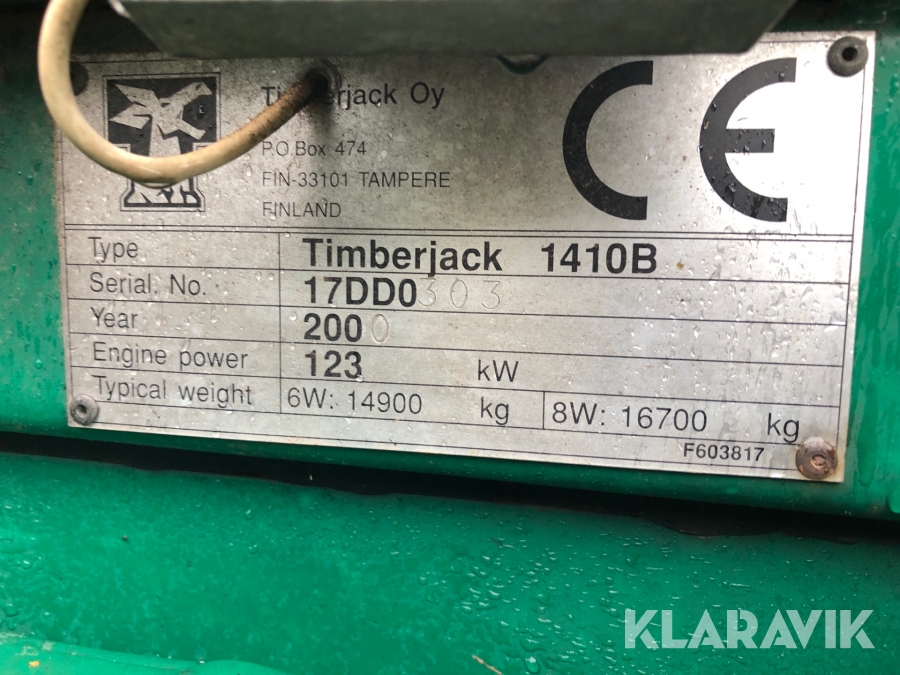 Timberjack Oy
P.O.Box 474
FIN-33101 TAMPERE
FINLAND
CE
Type Timberjack 1410B
Serial. No. 17DD0303
Year 2000
Engine power 123 kW
Typical weight 6W: 14900 kg 8W: 16700 kg
F603817
KLARAVIK